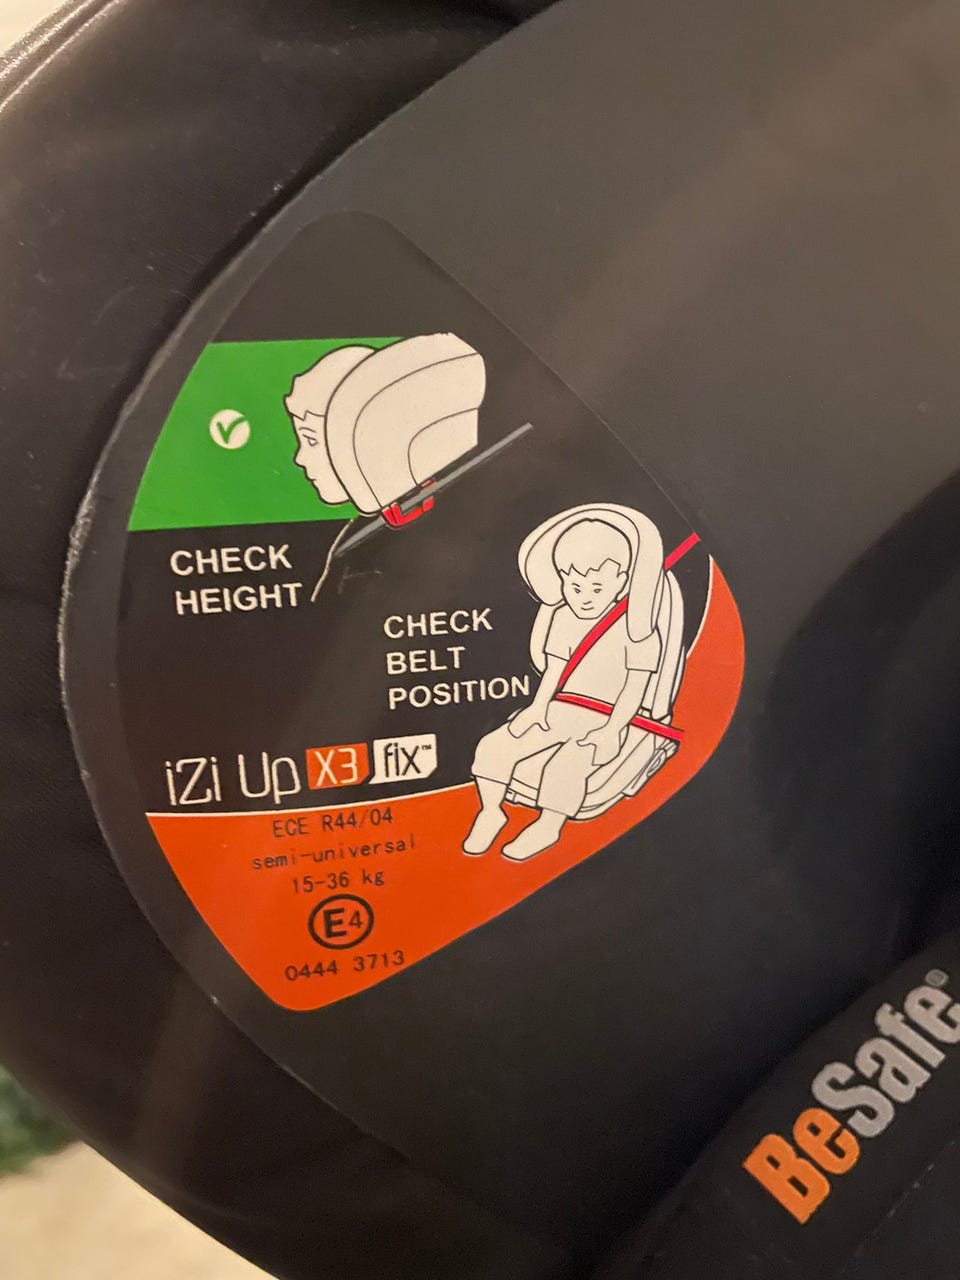 CHECK
HEIGHT
CHECK
BELT
POSITION
iZi Up X3 fix™
ECE R44/04
semi-universal
15-36 kg
E4
0444 3713
BeSafe®